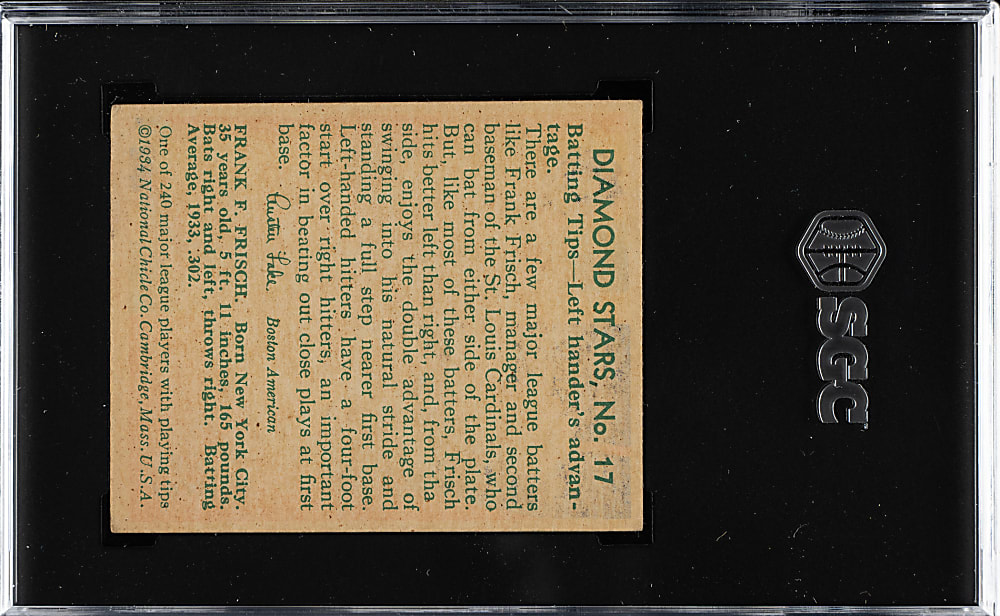 DIAMOND STARS, No. 17
Batting Tips—Left hander's advan-
tage.
There are a few major league batters
like Frank Frisch, manager and second
baseman of the St. Louis Cardinals, who
can bat from either side of the plate.
But, like most of these batters, Frisch
hits better left than right, and, from tha
side, enjoys the double advantage of
swinging into his natural stride and
standing a full step nearer first base.
Left-handed hitters have a four-foot
start over right hitters, an important
factor in beating out close plays at first
base. Austen Lake Boston American
FRANK F. FRISCH. Born New York City.
35 years old, 5 ft. 11 inches, 165 pounds.
Bats right and left, throws right. Batting
Average, 1933, .302.
One of 240 major league players with playing tips
©1934 National Chicle Co. Cambridge, Mass. U.S.A.
SGC